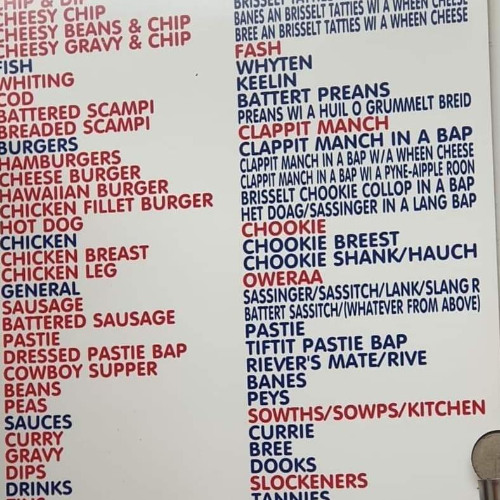 CHIP & DIP
CHEESY CHIP
CHEESY BEANS & CHIP
CHEESY GRAVY & CHIP
FISH
WHITING
COD
BATTERED SCAMPI
BREADED SCAMPI
BURGERS
HAMBURGERS
CHEESE BURGER
HAWAIIAN BURGER
CHICKEN FILLET BURGER
HOT DOG
CHICKEN
CHICKEN BREAST
CHICKEN LEG
GENERAL
SAUSAGE
BATTERED SAUSAGE
PASTIE
DRESSED PASTIE BAP
COWBOY SUPPER
BEANS
PEAS
SAUCES
CURRY
GRAVY
DIPS
DRINKS
BRISSELT TATTIES
BANES AN BRISSELT TATTIES WI A WHEEN CHEESE
BREE AN BRISSELT TATTIES WI A WHEEN CHEESE
FASH
WHYTEN
KEELIN
BATTERT PREANS
PREANS WI A HUIL O GRUMMELT BREID
CLAPPIT MANCH
CLAPPIT MANCH IN A BAP
CLAPPIT MANCH IN A BAP W/A WHEEN CHEESE
CLAPPIT MANCH IN A BAP WI A PYNE-AIPPLE ROON
BRISELT CHOOKIE COLLOP IN A BAP
HET DOAG/SASSINGER IN A LANG BAP
CHOOKIE
CHOOKIE BREEST
CHOOKIE SHANK/HAUCH
OWERAA
SASSINGER/SASSITCH/LANK/SLANG R
BATTERT SASSITCH/(WHATEVER FROM ABOVE)
PASTIE
TIFTIT PASTIE BAP
RIEVER'S MATE/RIVE
BANES
PEYS
SOWTHS/SOWPS/KITCHEN
CURRIE
BREE
DOOKS
SLOCKENERS
TANNIES